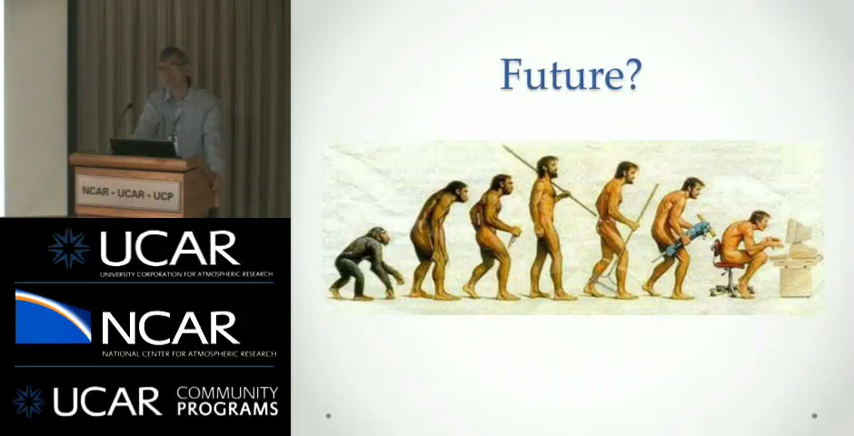 Future?
NCAR - UCAR - UCP
UCAR
UNIVERSITY CORPORATION FOR ATMOSPHERIC RESEARCH
NCAR
NATIONAL CENTER FOR ATMOSPHERIC RESEARCH
UCAR COMMUNITY
PROGRAMS